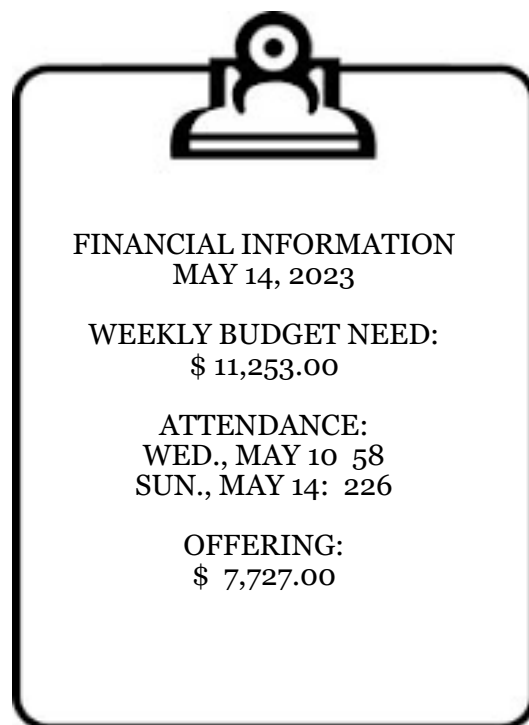 FINANCIAL INFORMATION
MAY 14, 2023
WEEKLY BUDGET NEED:
$ 11,253.00
ATTENDANCE:
WED., MAY 10  58
SUN., MAY 14:  226
OFFERING:
$  7,727.00